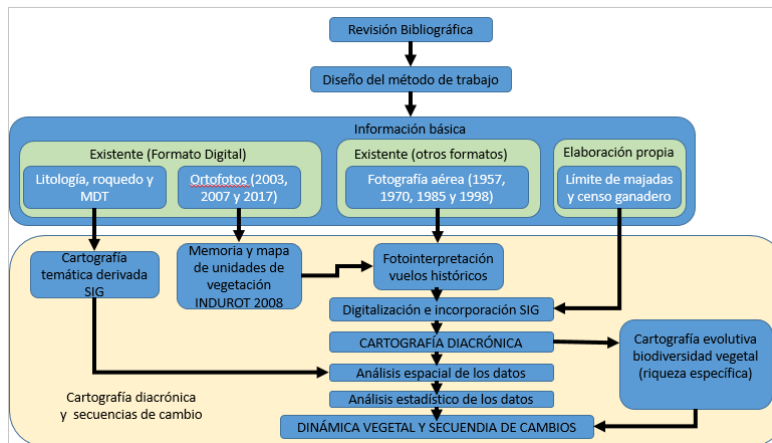 Revisión Bibliográfica
Diseño del método de trabajo
Información básica
Existente (Formato Digital)
Litología, roquedo y
MDT
Ortofotos (2003,
2007 y 2017)
Existente (otros formatos)
Fotografía aérea (1957,
1970, 1985 y 1998)
Elaboración propia
Límite de majadas
y censo ganadero
Cartografía
temática derivada
SIG
Memoria y mapa
de unidades de
vegetación
INDUROT 2008
Fotointerpretación
vuelos históricos
Digitalización e incorporación SIG
CARTOGRAFÍA DIACRÓNICA
Cartografía evolutiva
biodiversidad vegetal
(riqueza específica)
Análisis espacial de los datos
Análisis estadístico de los datos
DINÁMICA VEGETAL Y SECUENDIA DE CAMBIOS
Cartografía diacrónica
y secuencias de cambio